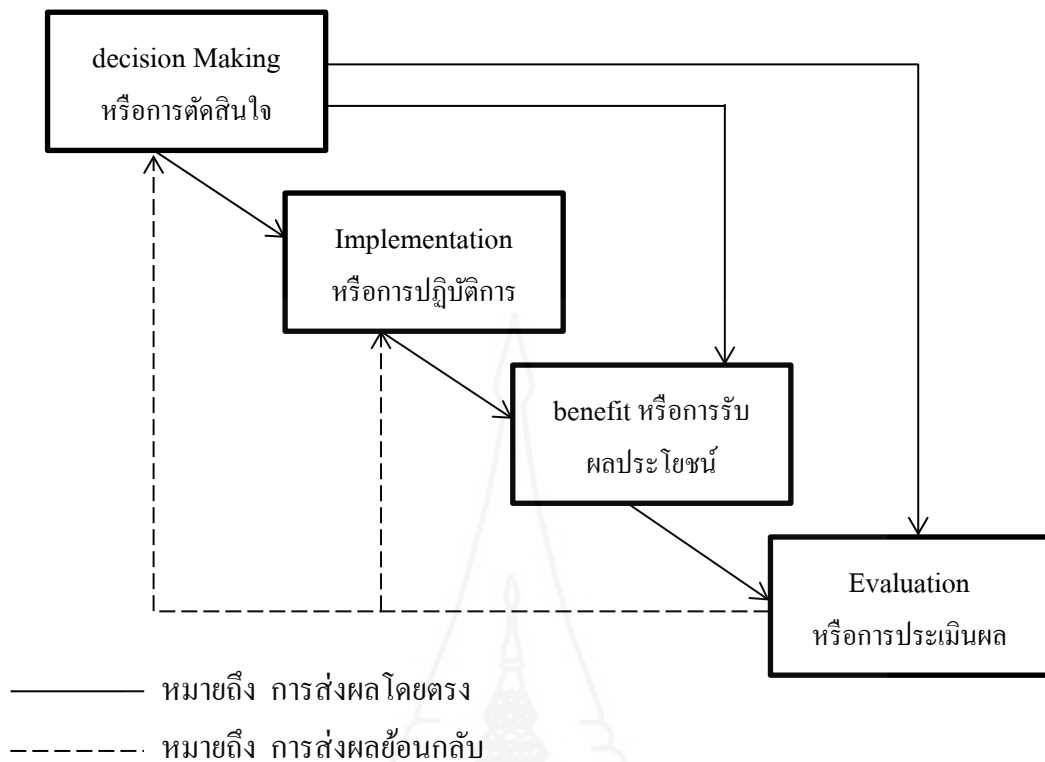 decision Making
หรือการตัดสินใจ
Implementation
หรือการปฏิบัติการ
benefit หรือการรับ
ผลประโยชน์
Evaluation
หรือการประเมินผล
หมายถึง การส่งผลโดยตรง
หมายถึง การส่งผลย้อนกลับ